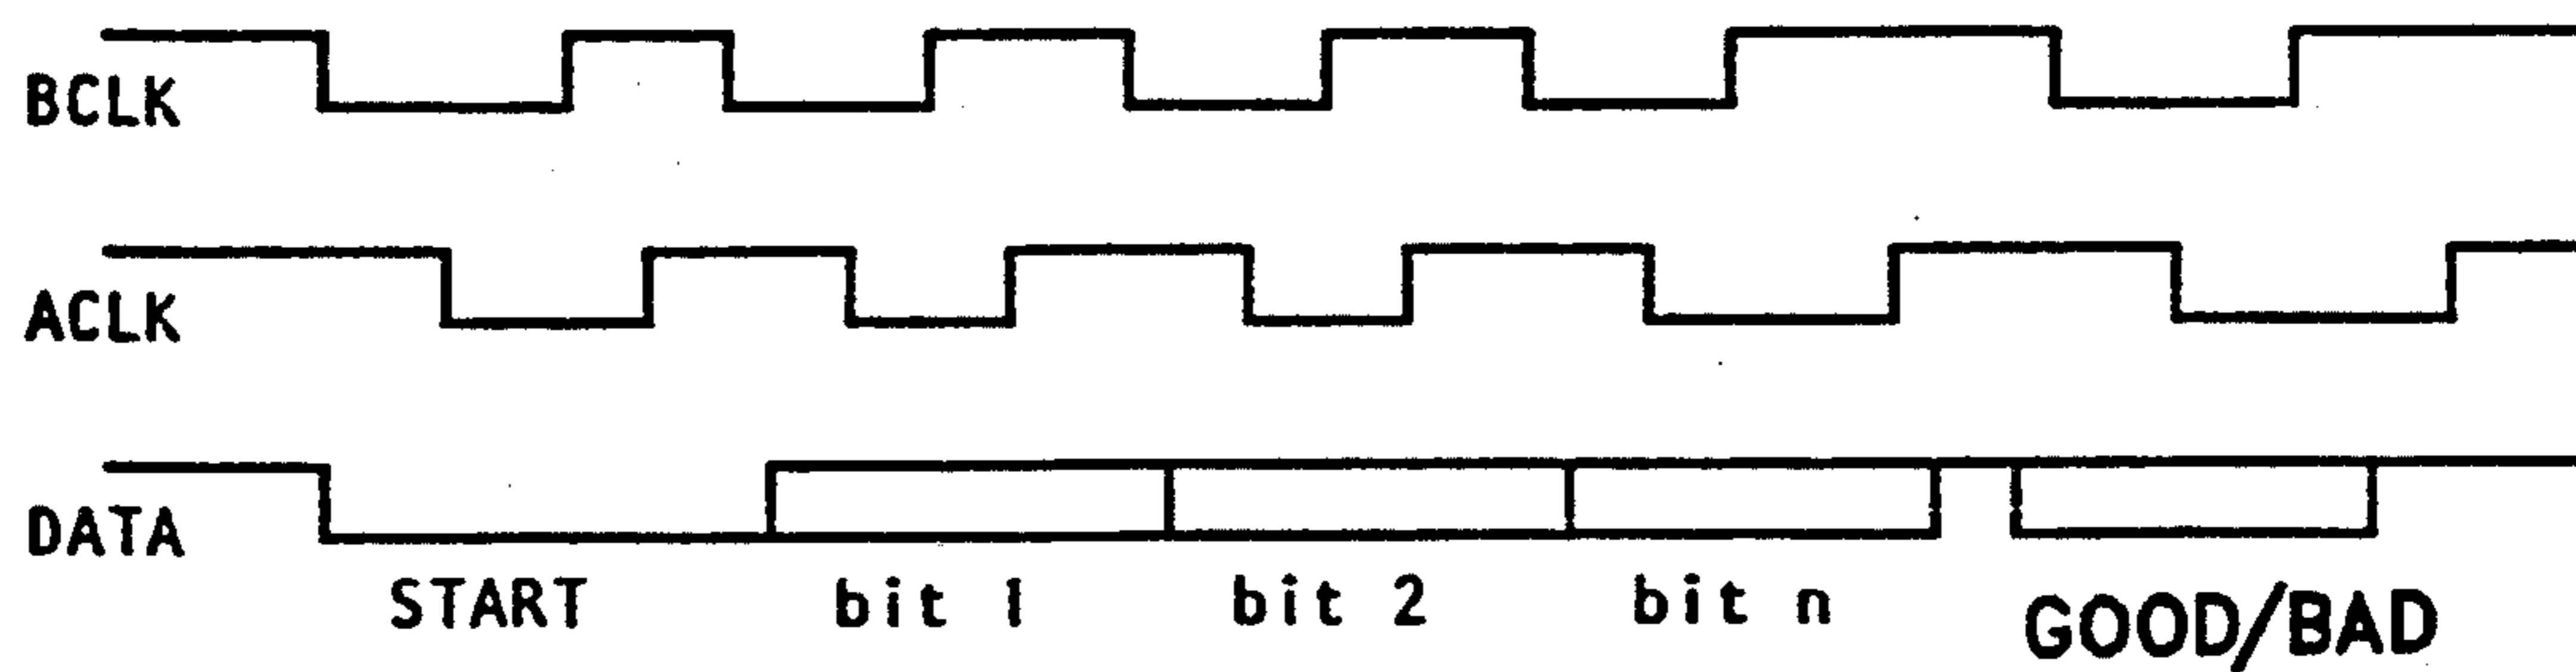 BCLK
ACLK
DATA
START bit 1 bit 2 bit n GOOD/BAD